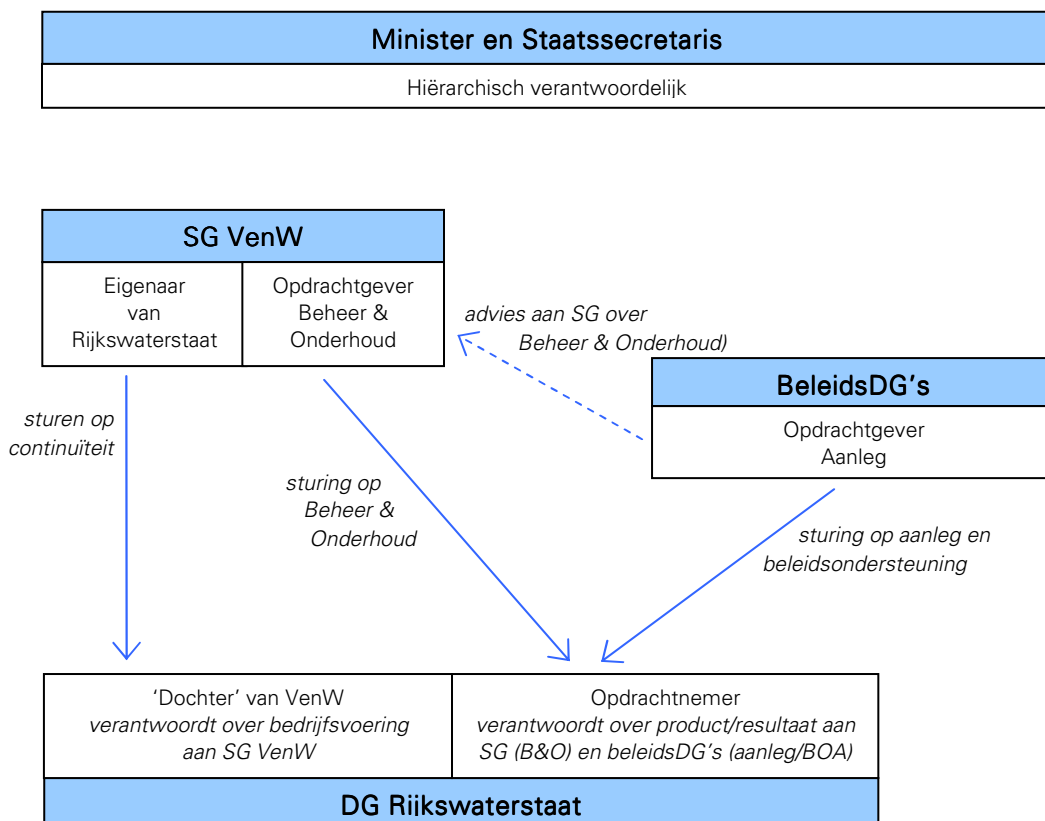 Minister en Staatssecretaris
Hiërarchisch verantwoordelijk
SG VenW
Eigenaar
van
Rijkswaterstaat
Opdrachtgever
Beheer &
Onderhoud
advies aan SG over
Beheer & Onderhoud)
BeleidsDG's
Opdrachtgever
Aanleg
sturen op
continuïteit
sturing op
Beheer &
Onderhoud
sturing op aanleg en
beleidsondersteuning
'Dochter' van VenW
verantwoordt over bedrijfsvoering
aan SG VenW
Opdrachtnemer
verantwoordt over product/resultaat aan
SG (B&O) en beleidsDG's (aanleg/BOA)
DG Rijkswaterstaat